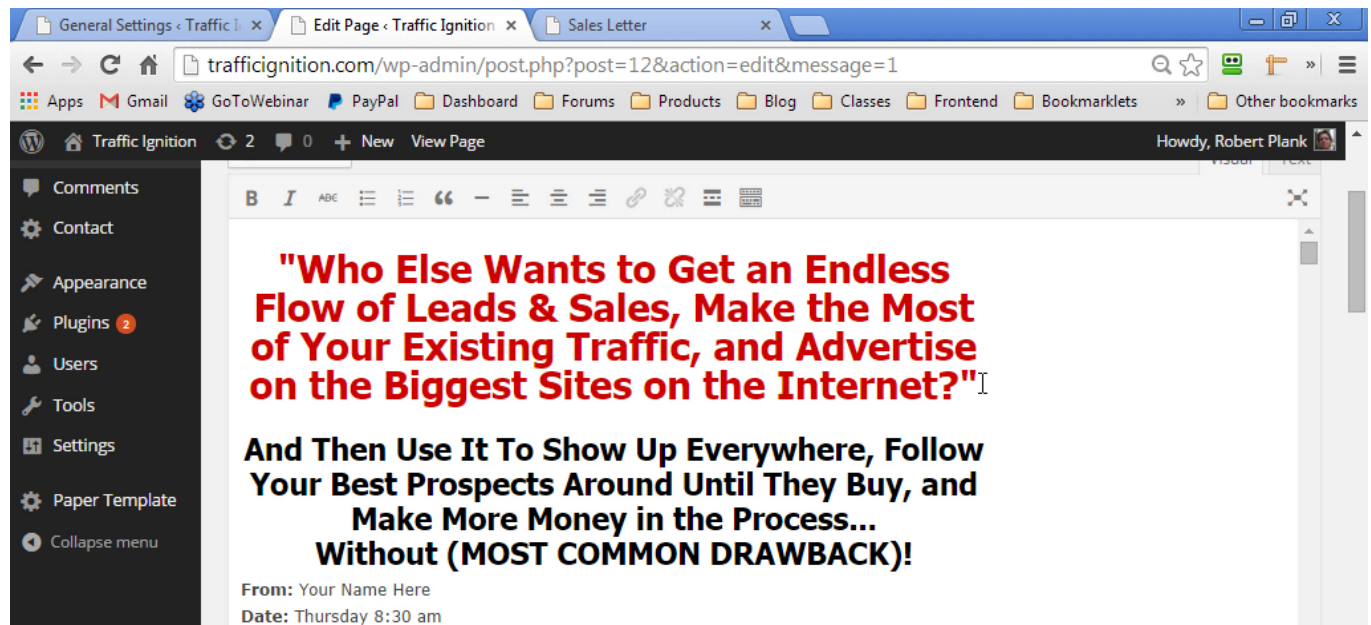 General Settings ‹ Traffic I
Edit Page ‹ Traffic Ignition
Sales Letter
trafficignition.com/wp-admin/post.php?post=12&action=edit&message=1
Apps Gmail GoToWebinar PayPal Dashboard Forums Products Blog Classes Frontend Bookmarklets » Other bookmarks
Traffic Ignition 2 0 + New View Page Howdy, Robert Plank
Visual Text
Comments
B I ABC
Contact
Appearance
Plugins 2
Users
Tools
Settings
Paper Template
Collapse menu
"Who Else Wants to Get an Endless
Flow of Leads & Sales, Make the Most
of Your Existing Traffic, and Advertise
on the Biggest Sites on the Internet?"
And Then Use It To Show Up Everywhere, Follow
Your Best Prospects Around Until They Buy, and
Make More Money in the Process...
Without (MOST COMMON DRAWBACK)!
From: Your Name Here
Date: Thursday 8:30 am